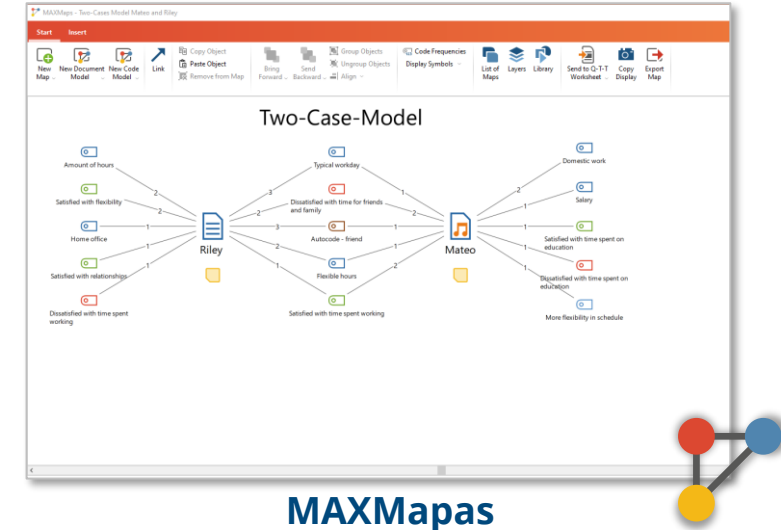 MAXMaps - Two-Cases Model Mateo and Riley
Start Insert
New Map
New Document Model
New Code Model
Link
Copy Object
Paste Object
Remove from Map
Bring Forward
Send Backward
Group Objects
Ungroup Objects
Align
Code Frequencies
Display Symbols
List of Maps
Layers
Library
Send to Q-T-T Worksheet
Copy Display
Export Map
Two-Case-Model
Amount of hours
Satisfied with flexibility
Home office
Satisfied with relationships
Dissatisfied with time spent
working
2
2
1
1
1
Riley
3
2
3
2
1
Typical workday
Dissatisfied with time for friends
and family
Autocode - friend
Flexible hours
Satisfied with time spent working
1
2
1
1
2
Mateo
2
1
1
1
1
Domestic work
Salary
Satisfied with time spent on
education
Dissatisfied with time spent on
education
More flexibility in schedule
MAXMapas